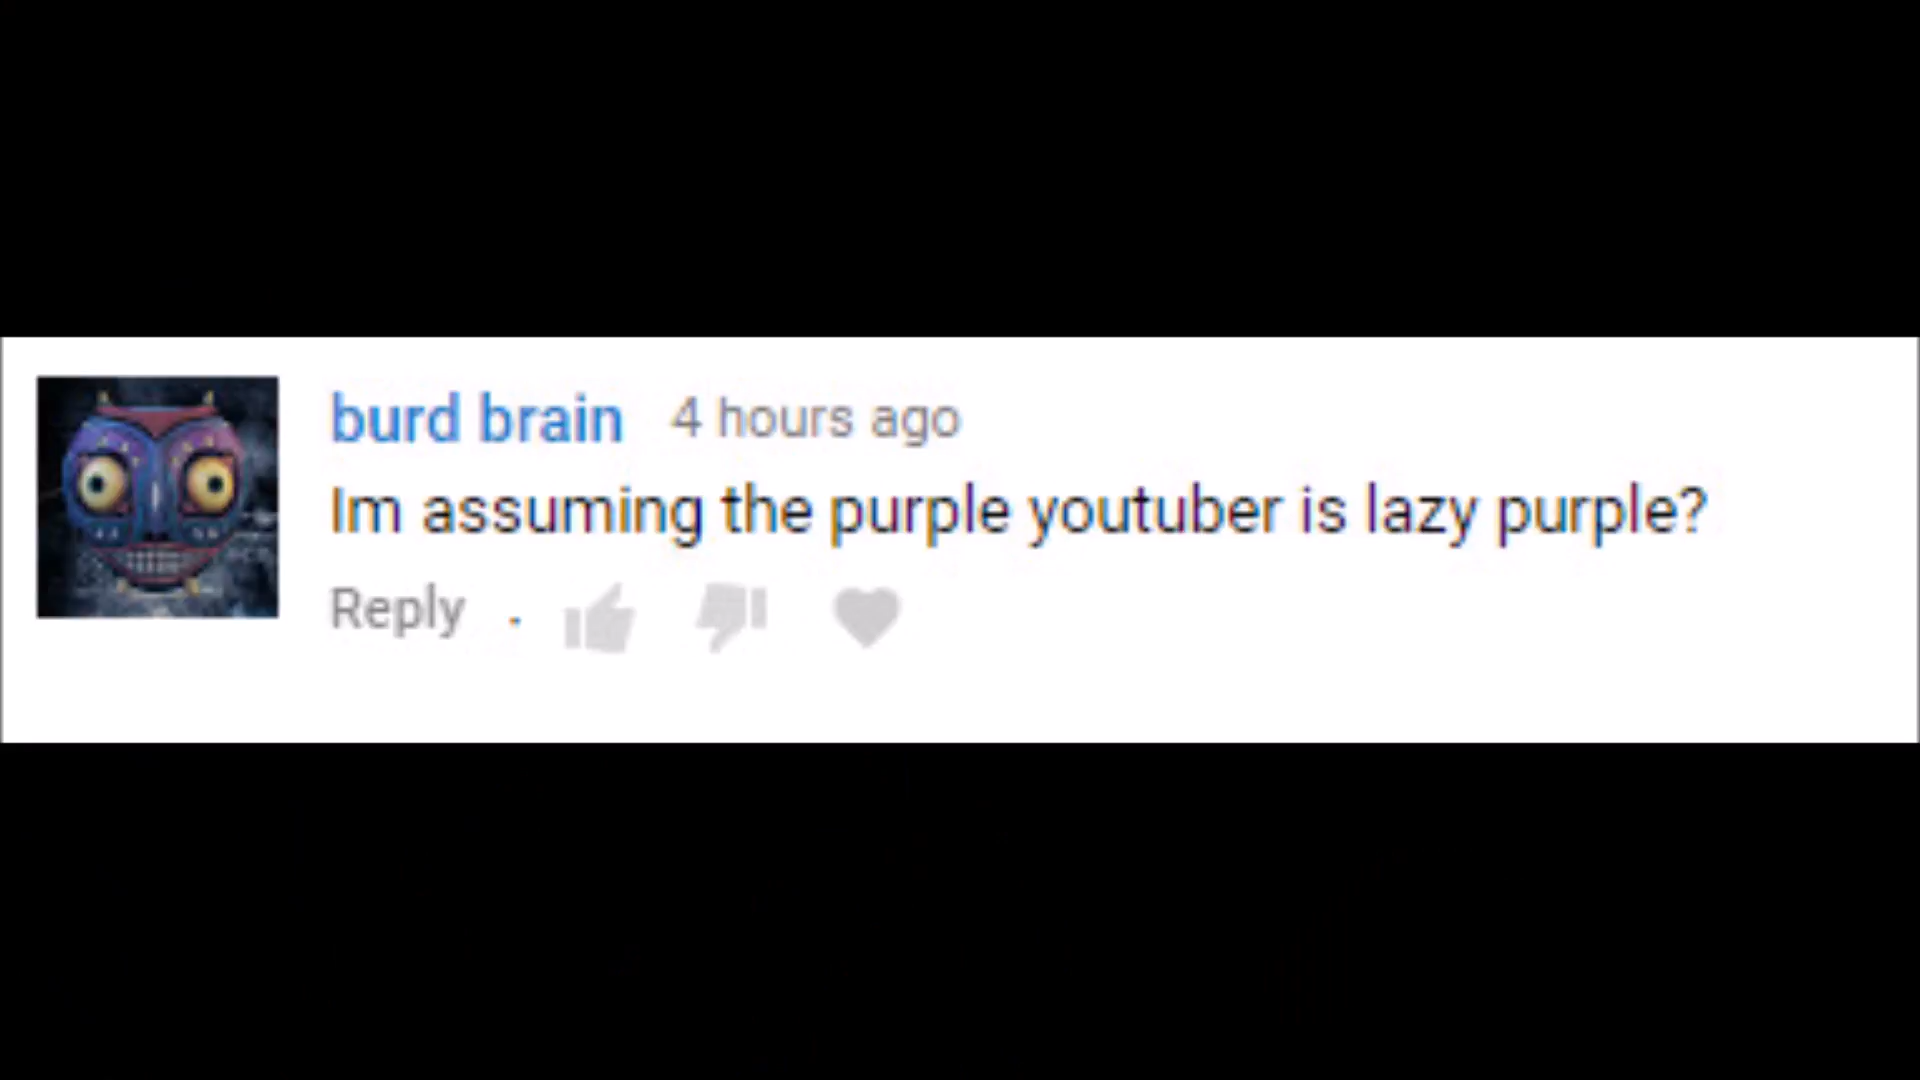 burd brain 4 hours ago
Im assuming the purple youtuber is lazy purple?
Reply